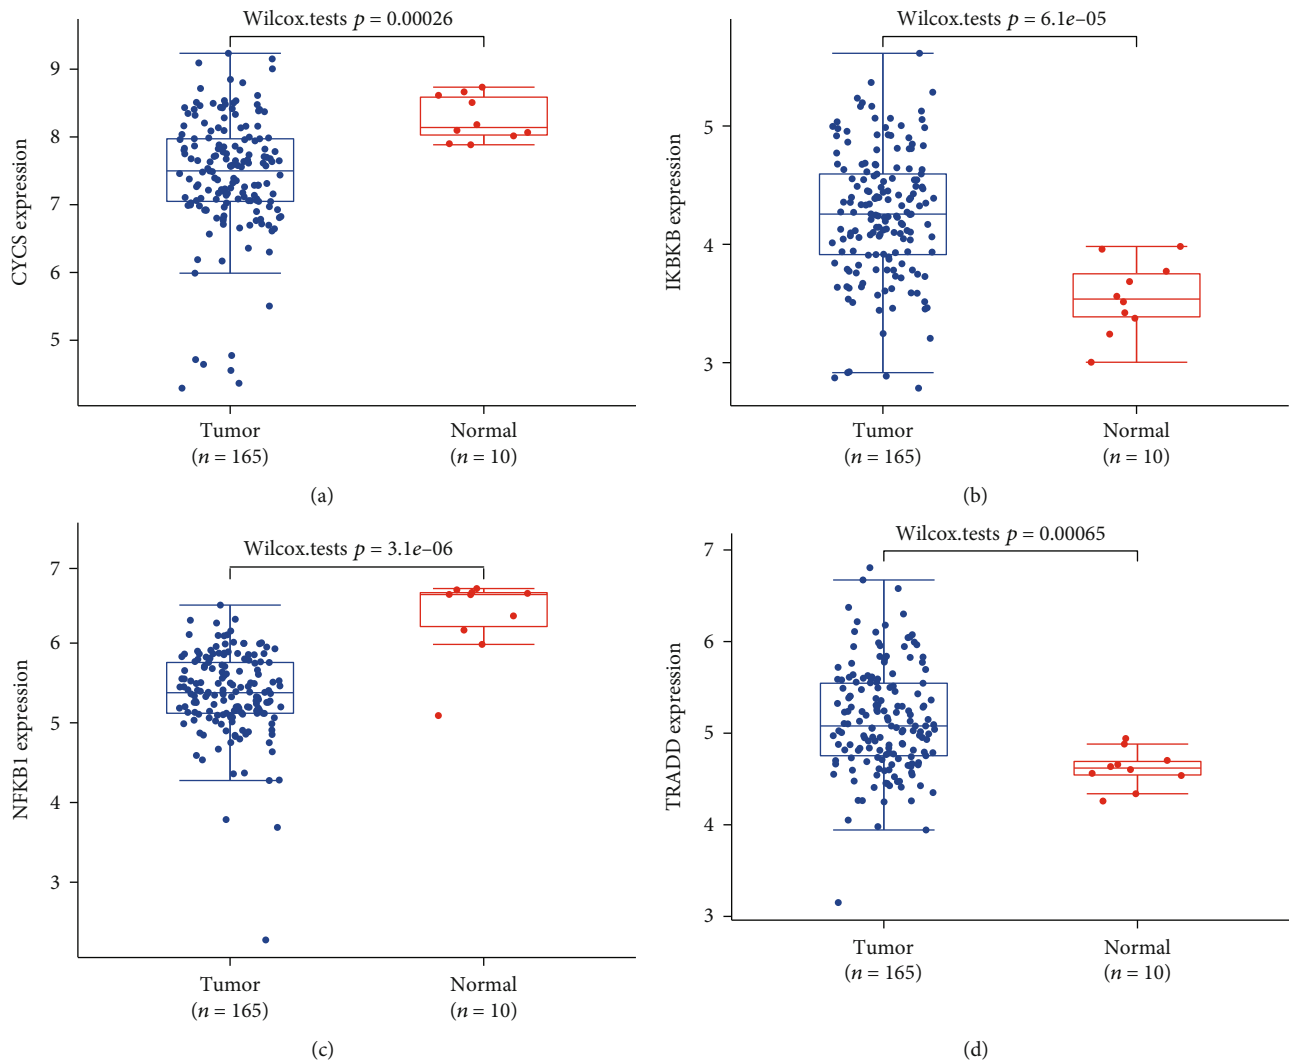 Wilcox.tests p = 0.00026
CYCS expression
9
8
7
6
5
Tumor
(n = 165)
Normal
(n = 10)
(a)
Wilcox.tests p = 6.1e–05
IKBKB expression
5
4
3
Tumor
(n = 165)
Normal
(n = 10)
(b)
Wilcox.tests p = 3.1e–06
NFKB1 expression
7
6
5
4
3
Tumor
(n = 165)
Normal
(n = 10)
(c)
Wilcox.tests p = 0.00065
TRADD expression
7
6
5
4
3
Tumor
(n = 165)
Normal
(n = 10)
(d)